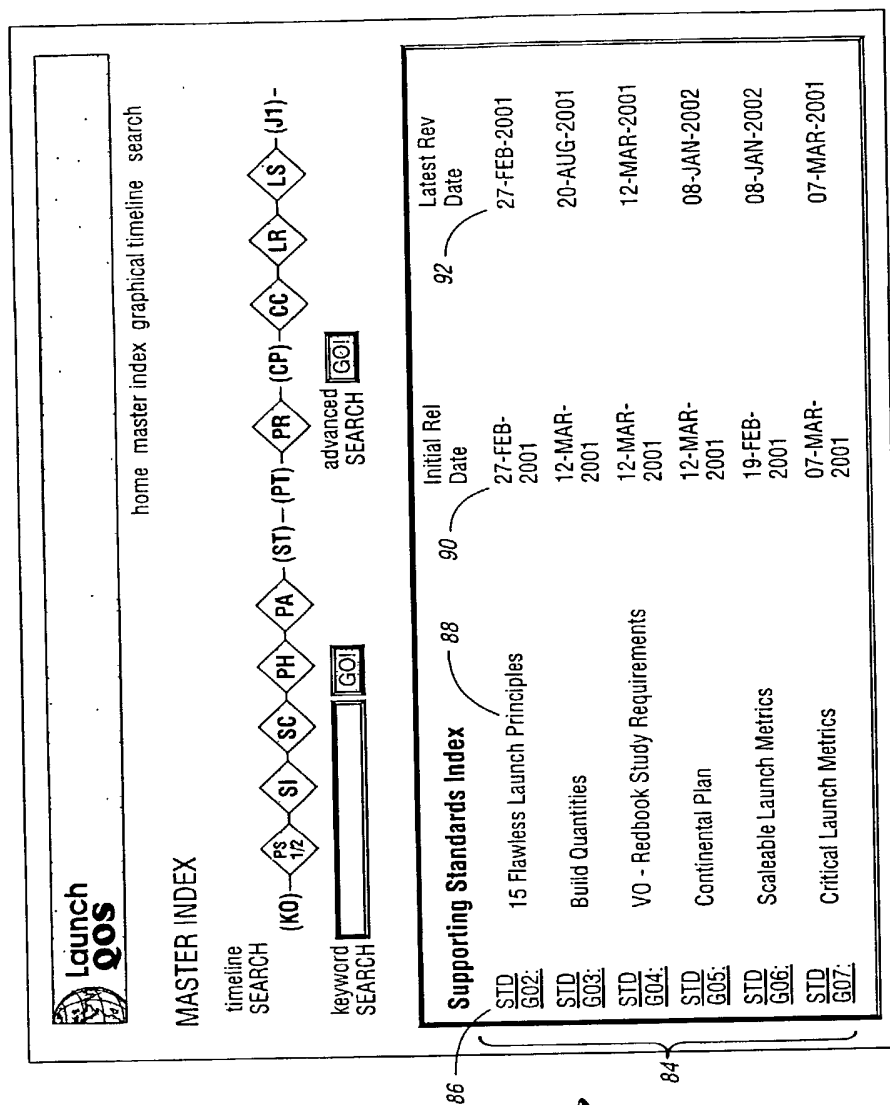 Launch
QOS
home master index graphical timeline search
MASTER INDEX
timeline
SEARCH
(KO) PS 1/2 SI SC PH PA (ST) (PT) PR (CP) CC LR LS (J1)
keyword
SEARCH
GO!
advanced
SEARCH
GO!
Supporting Standards Index
Initial Rel
Date
Latest Rev
Date
86
88
90
92
84
STD
G02: 15 Flawless Launch Principles 27-FEB-
2001 27-FEB-2001
STD
G03: Build Quantities 12-MAR-
2001 20-AUG-2001
STD
G04: VO - Redbook Study Requirements 12-MAR-
2001 12-MAR-2001
STD
G05: Continental Plan 12-MAR-
2001 08-JAN-2002
STD
G06: Scaleable Launch Metrics 19-FEB-
2001 08-JAN-2002
STD
G07: Critical Launch Metrics 07-MAR-
2001 07-MAR-2001